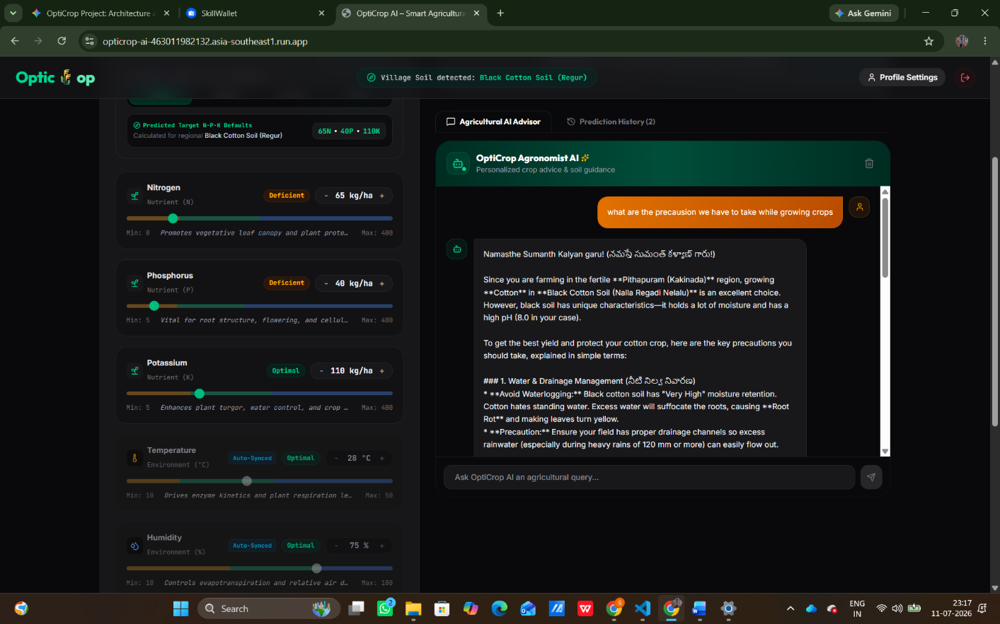 OptiCrop Project: Architecture a
SkillWallet
OptiCrop AI – Smart Agricultura
Ask Gemini
opticrop-ai-463011982132.asia-southeast1.run.app
Optic op
Village Soil detected: Black Cotton Soil (Regur)
Profile Settings
Predicted Target N-P-K Defaults
Calculated for regional Black Cotton Soil (Regur)
65N • 40P • 110K
Nitrogen
Nutrient (N)
Deficient
- 65 kg/ha +
Min: 0 Promotes vegetative leaf canopy and plant prote… Max: 400
Phosphorus
Nutrient (P)
Deficient
- 40 kg/ha +
Min: 5 Vital for root structure, flowering, and cellul… Max: 400
Potassium
Nutrient (K)
Optimal
- 110 kg/ha +
Min: 5 Enhances plant turgor, water control, and crop … Max: 400
Temperature
Environment (°C)
Auto-Synced
Optimal
- 28 °C +
Min: 10 Drives enzyme kinetics and plant respiration le… Max: 50
Humidity
Environment (%)
Auto-Synced
Optimal
- 75 % +
Min: 10 Controls evapotranspiration and relative air d… Max: 100
Agricultural AI Advisor
Prediction History (2)
OptiCrop Agronomist AI
Personalized crop advice & soil guidance
what are the precausion we have to take while growing crops
Namasthe Sumanth Kalyan garu! (నమస్తే సుమంత్ కళ్యాణ్ గారు!)
Since you are farming in the fertile **Pithapuram (Kakinada)** region, growing
**Cotton** in **Black Cotton Soil (Nalla Regadi Nelalu)** is an excellent choice.
However, black soil has unique characteristics—it holds a lot of moisture and has a
high pH (8.0 in your case).
To get the best yield and protect your cotton crop, here are the key precautions you
should take, explained in simple terms:
### 1. Water & Drainage Management (నీటి నిల్వ నివారణ)
* **Avoid Waterlogging:** Black cotton soil has "Very High" moisture retention.
Cotton hates standing water. Excess water will suffocate the roots, causing **Root
Rot** and making leaves turn yellow.
* **Precaution:** Ensure your field has proper drainage channels so excess
rainwater (especially during heavy rains of 120 mm or more) can easily flow out.
Ask OptiCrop AI an agricultural query...
Search
2
ENG
IN
23:17
11-07-2026